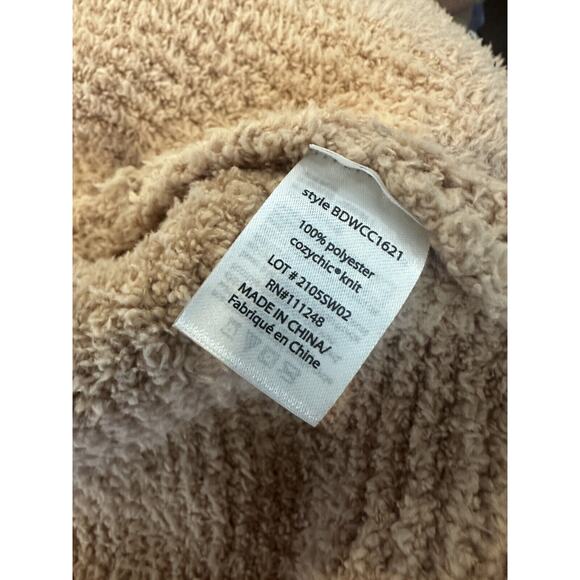 style BDWCC1621
100% polyester
cozychic® knit
LOT # 2105SW02
RN#111248
MADE IN CHINA/
Fabriqué en Chine